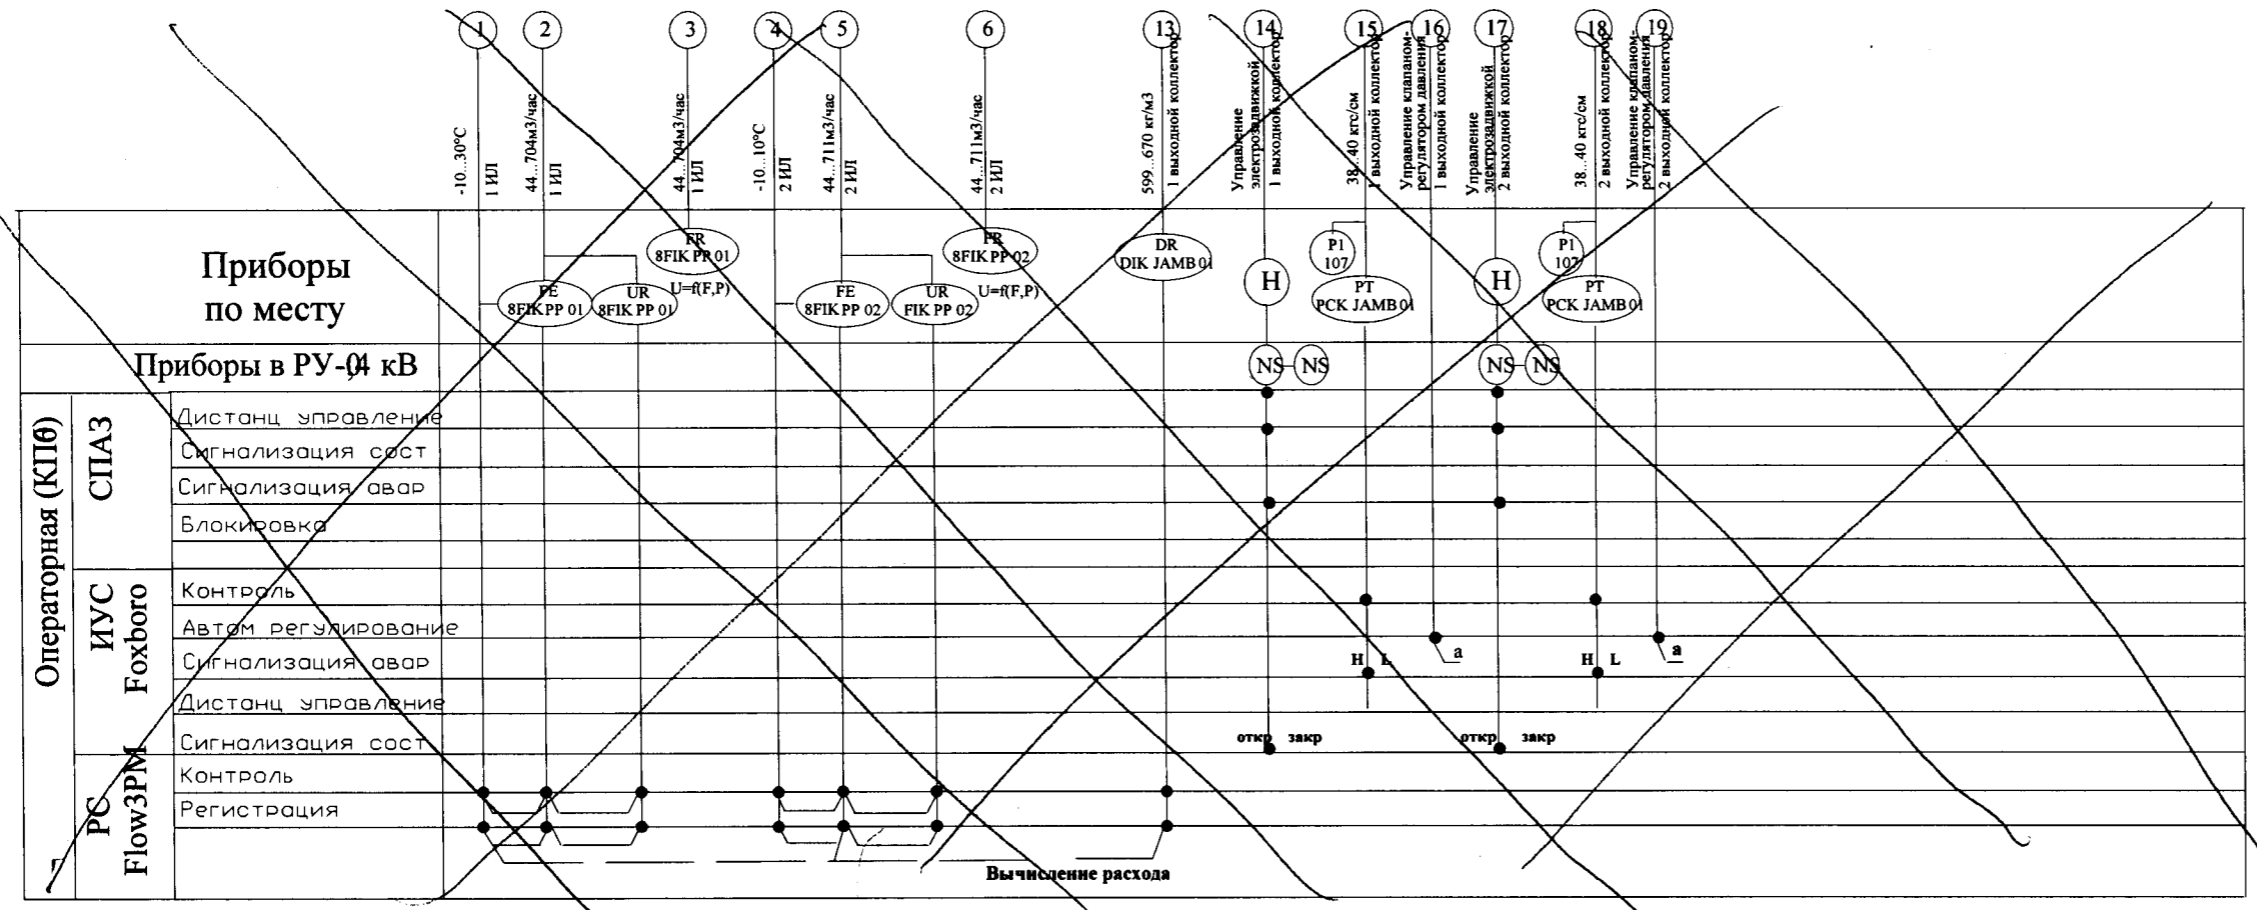 1 2 3 4 5 6 13 14 15 16 17 18 19
-10...30°C
1 ИЛ
44...704м3/час
1 ИЛ
44...704м3/час
1 ИЛ
-10...10°C
2 ИЛ
44...711м3/час
2 ИЛ
44...711м3/час
2 ИЛ
599...670 кг/м3
1 выходной коллектор
Управление
электрозадвижкой
1 выходной коллектор
38...40 кгс/см
1 выходной коллектор
Управление клапаном-
регулятором давления
1 выходной коллектор
Управление
электрозадвижкой
2 выходной коллектор
38...40 кгс/см
2 выходной коллектор
Управление клапаном-
регулятором давления
2 выходной коллектор
Приборы
по месту
FE
8FIK PP 01
UR
8FIK PP 01
FR
8FIK PP 01
U=f(F,P)
FE
8FIK PP 02
UR
FIK PP 02
FR
8FIK PP 02
U=f(F,P)
DR
DIK JAMB 01
H
P1
107
PT
PCK JAMB 01
H
P1
107
PT
PCK JAMB 01
Приборы в РУ-0,4 кВ
NS NS NS NS
Операторная (КП0)
СПАЗ
Дистанц управление
Сигнализация сост
Сигнализация авар
Блокировка
ИУС
Foxboro
Контроль
Автом регулирование
a a
Сигнализация авар
H L H L
Дистанц управление
Сигнализация сост
откр закр откр закр
PC
Flow3PM
Контроль
Регистрация
Вычисление расхода